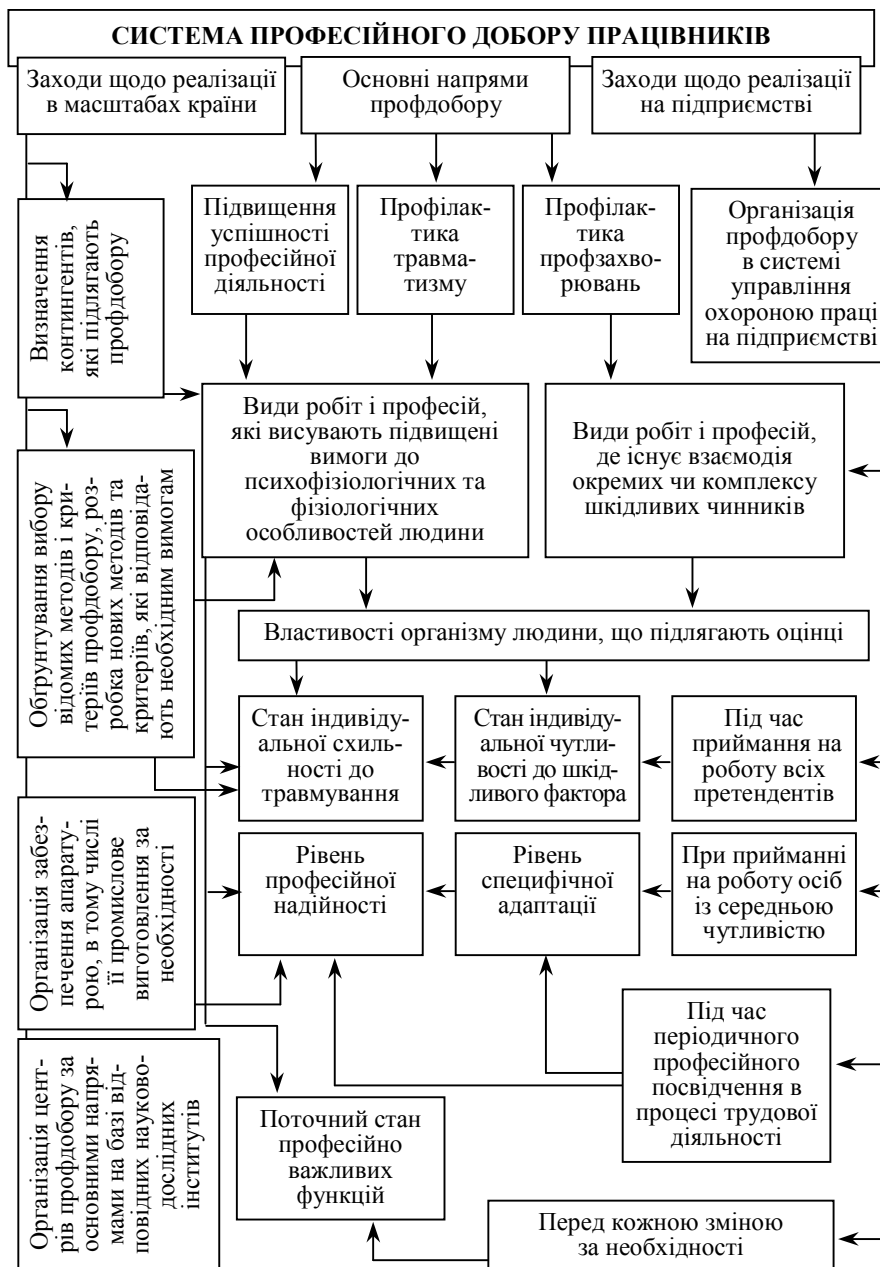 СИСТЕМА ПРОФЕСІЙНОГО ДОБОРУ ПРАЦІВНИКІВ
Заходи щодо реалізації
в масштабах країни
Основні напрями
профдобору
Заходи щодо реалізації
на підприємстві
Визначення
контингентів,
які підлягають
профдобору
Підвищення
успішності
професійної
діяльності
Профілак-
тика
травма-
тизму
Профілак-
тика
профзахво-
рювань
Організація
профдобору
в системі
управління
охороною праці
на підприємстві
Обґрунтування вибору
відомих методів і кри-
теріїв профдобору, роз-
робка нових методів та
критеріїв, які відповіда-
ють необхідним вимогам
Види робіт і професій,
які висувають підвищені
вимоги до
психофізіологічних та
фізіологічних
особливостей людини
Види робіт і професій,
де існує взаємодія
окремих чи комплексу
шкідливих чинників
Властивості організму людини, що підлягають оцінці
Стан індивіду-
альної схиль-
ності до
травмування
Стан індивіду-
альної чутли-
вості до шкід-
ливого фактора
Під час
приймання на
роботу всіх
претендентів
Організація забез-
печення апарату-
рою, в тому числі
її промислове
виготовлення за
необхідності
Рівень
професійної
надійності
Рівень
специфічної
адаптації
При прийманні
на роботу осіб
із середньою
чутливістю
Організація цент-
рів профдобору за
основними напря-
мами на базі від-
повідних науково-
дослідних
інститутів
Під час
періодичного
професійного
посвідчення в
процесі трудової
діяльності
Поточний стан
професійно
важливих
функцій
Перед кожною зміною
за необхідності